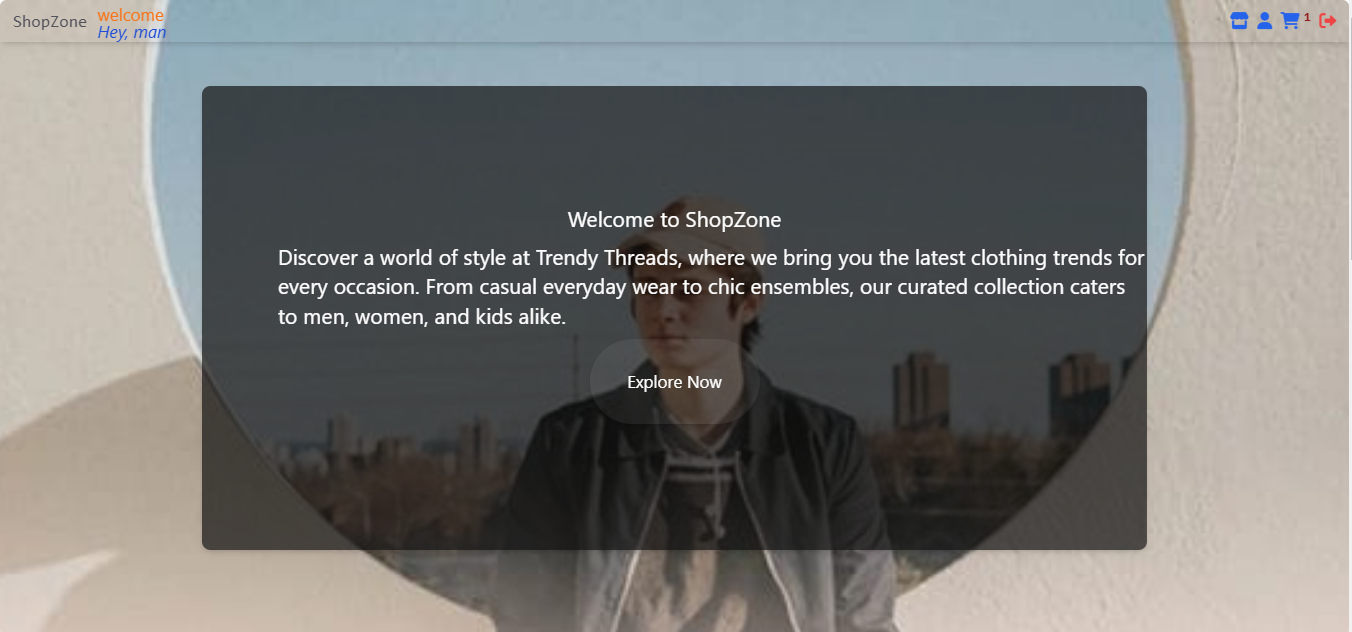 ShopZone
welcome
Hey, man
1
Welcome to ShopZone
Discover a world of style at Trendy Threads, where we bring you the latest clothing trends for
every occasion. From casual everyday wear to chic ensembles, our curated collection caters
to men, women, and kids alike.
Explore Now